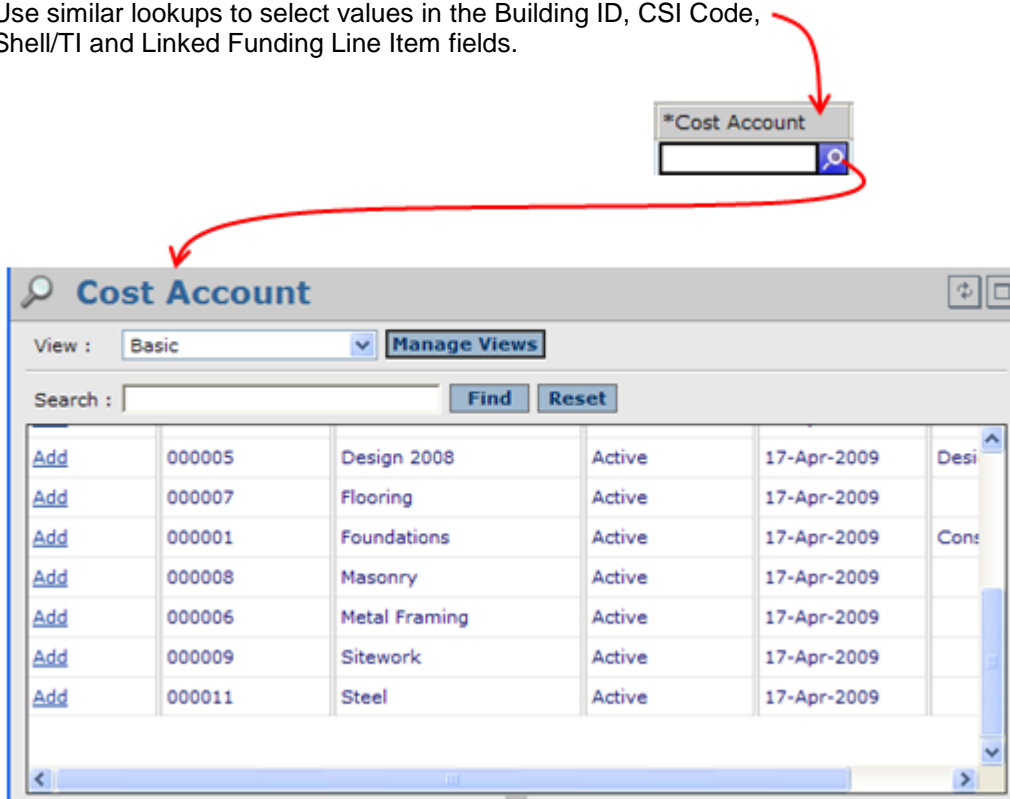 Use similar lookups to select values in the Building ID, CSI Code,
Shell/TI and Linked Funding Line Item fields.
*Cost Account
Cost Account
View : Basic Manage Views
Search : Find Reset
Add 000005 Design 2008 Active 17-Apr-2009 Desi
Add 000007 Flooring Active 17-Apr-2009
Add 000001 Foundations Active 17-Apr-2009 Cons
Add 000008 Masonry Active 17-Apr-2009
Add 000006 Metal Framing Active 17-Apr-2009
Add 000009 Sitework Active 17-Apr-2009
Add 000011 Steel Active 17-Apr-2009